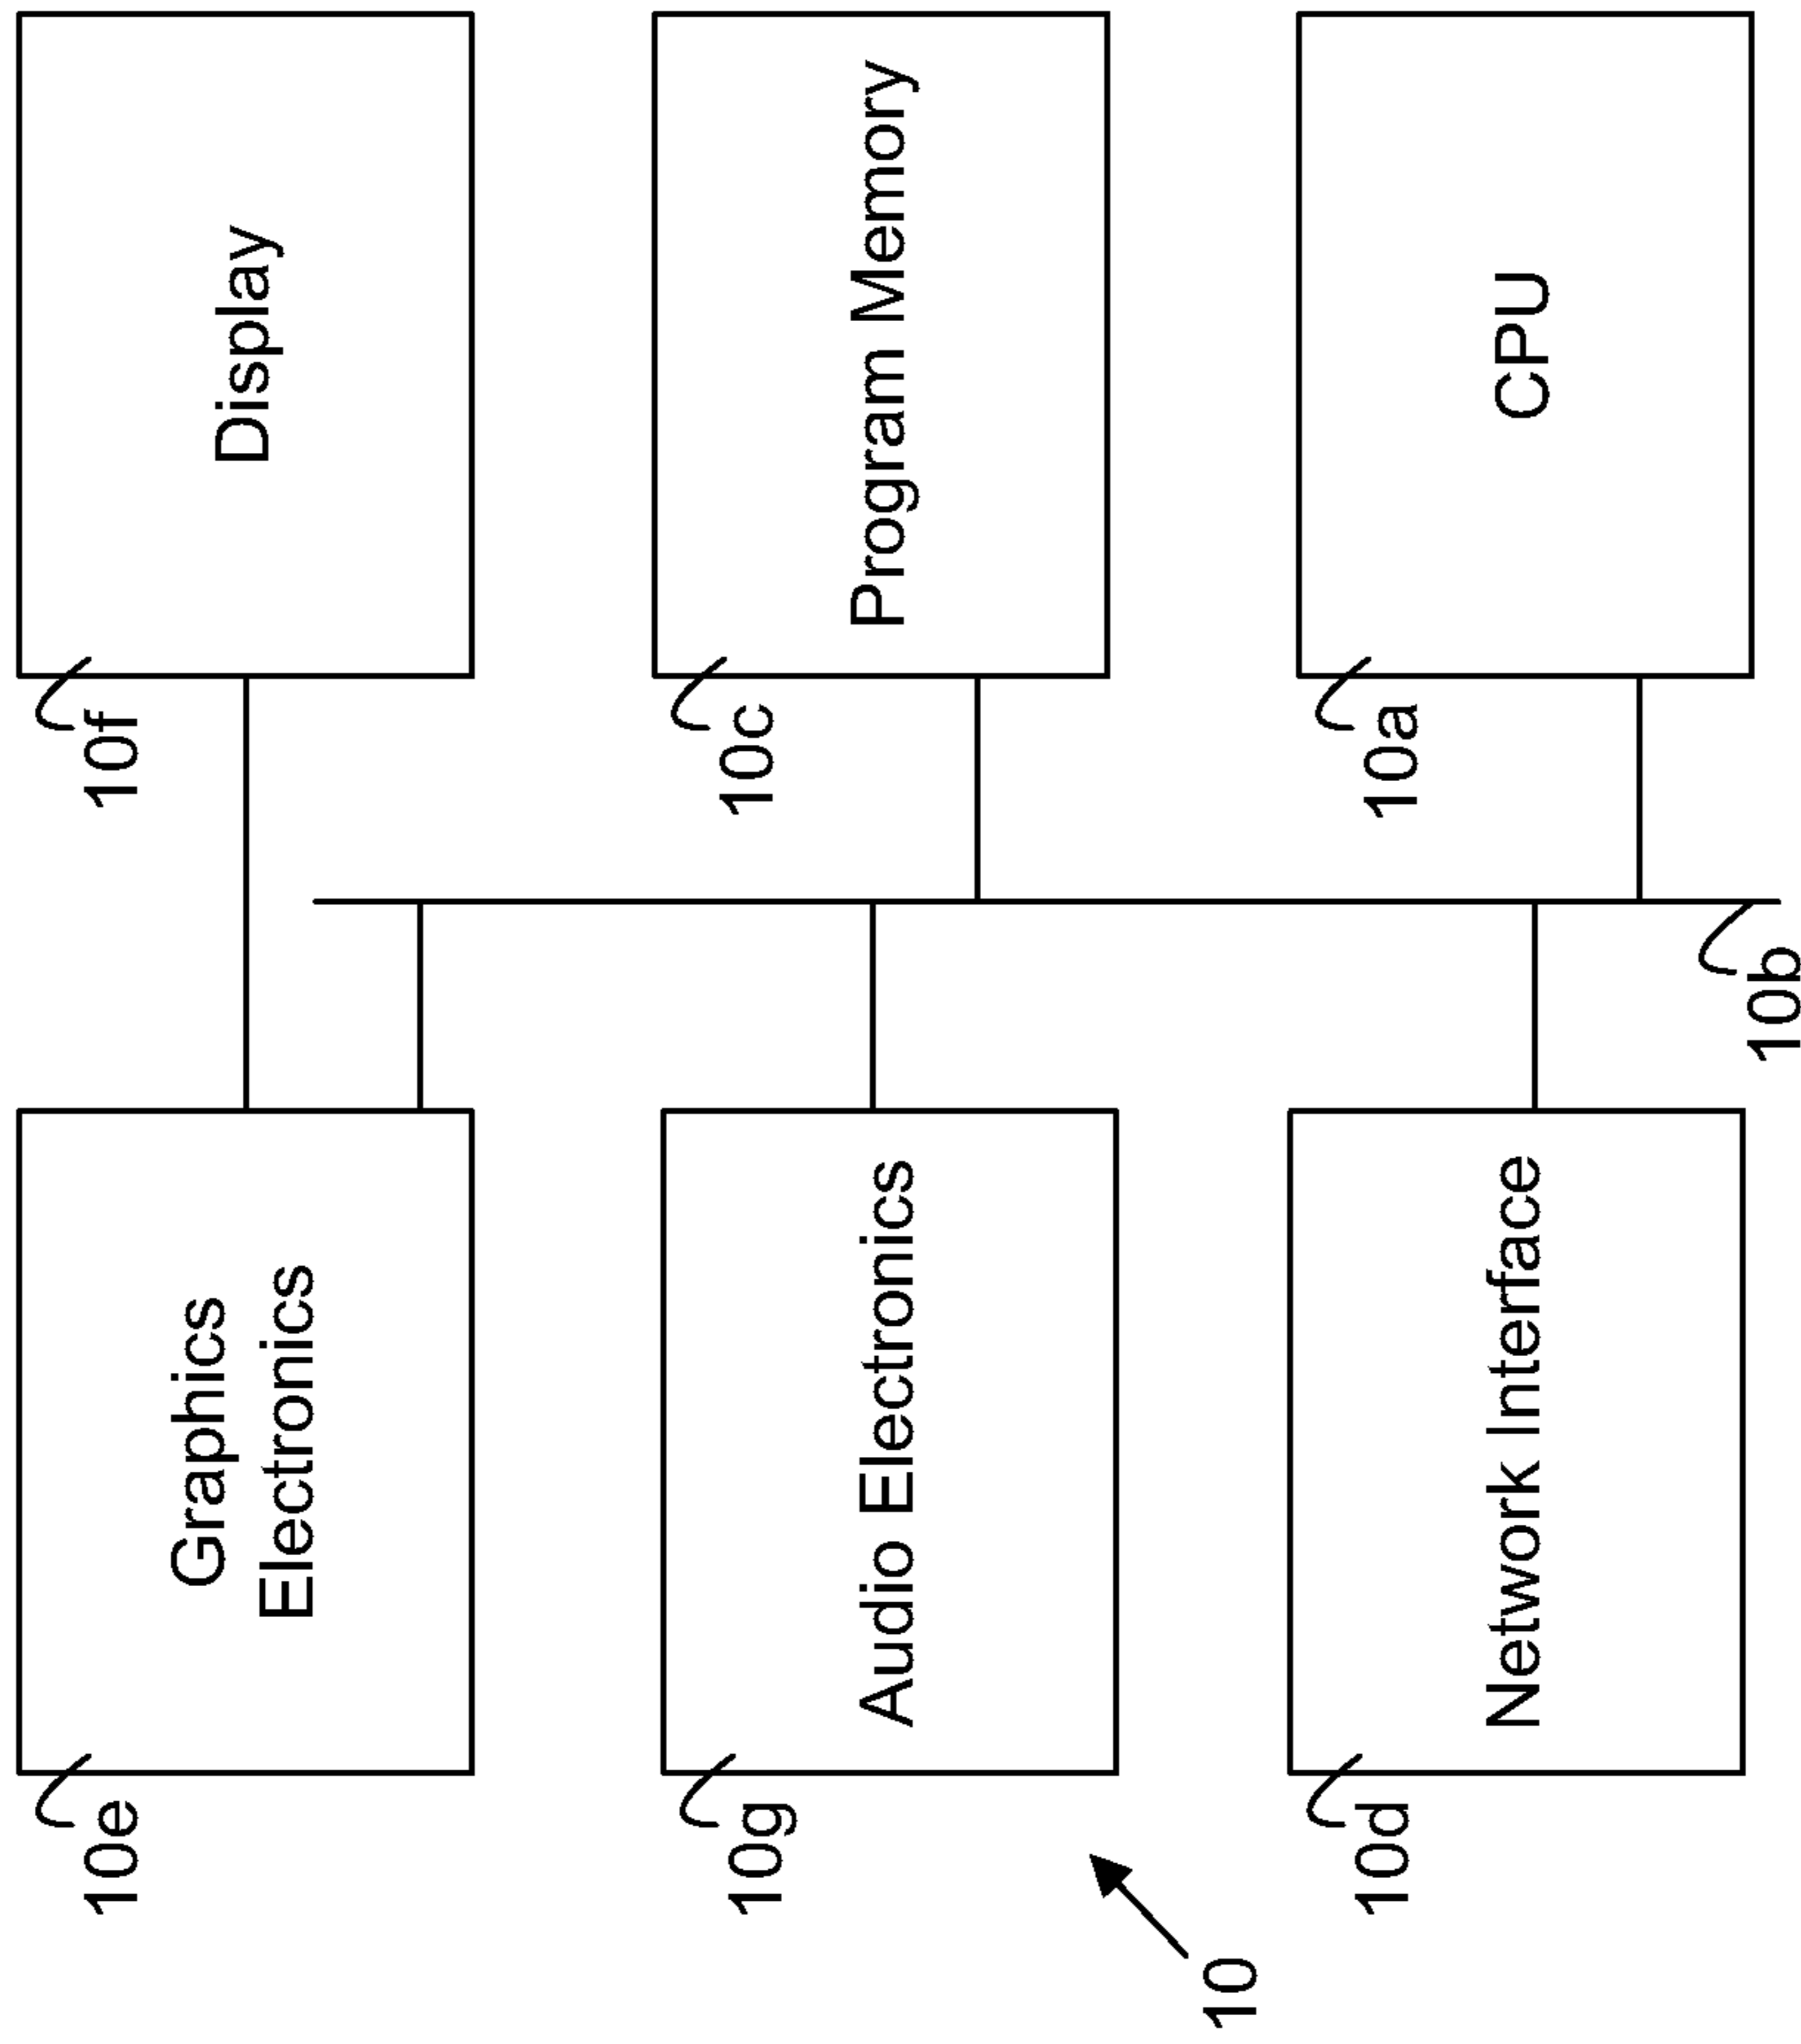 10e
Graphics
Electronics
10f
Display
10g
Audio Electronics
10c
Program Memory
10
10d
Network Interface
10a
CPU
10b